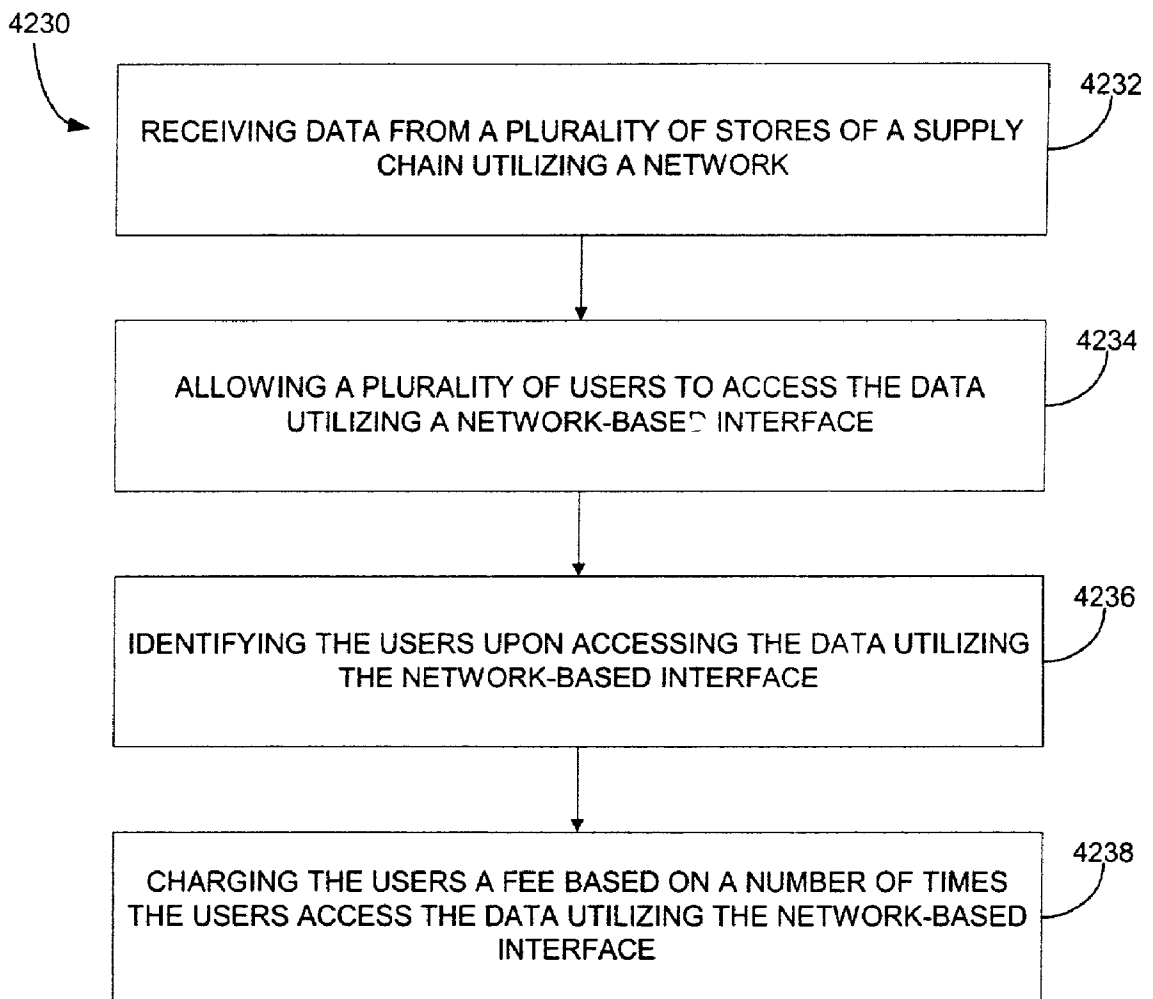 4230
4232
RECEIVING DATA FROM A PLURALITY OF STORES OF A SUPPLY
CHAIN UTILIZING A NETWORK
4234
ALLOWING A PLURALITY OF USERS TO ACCESS THE DATA
UTILIZING A NETWORK-BASED INTERFACE
4236
IDENTIFYING THE USERS UPON ACCESSING THE DATA UTILIZING
THE NETWORK-BASED INTERFACE
4238
CHARGING THE USERS A FEE BASED ON A NUMBER OF TIMES
THE USERS ACCESS THE DATA UTILIZING THE NETWORK-BASED
INTERFACE